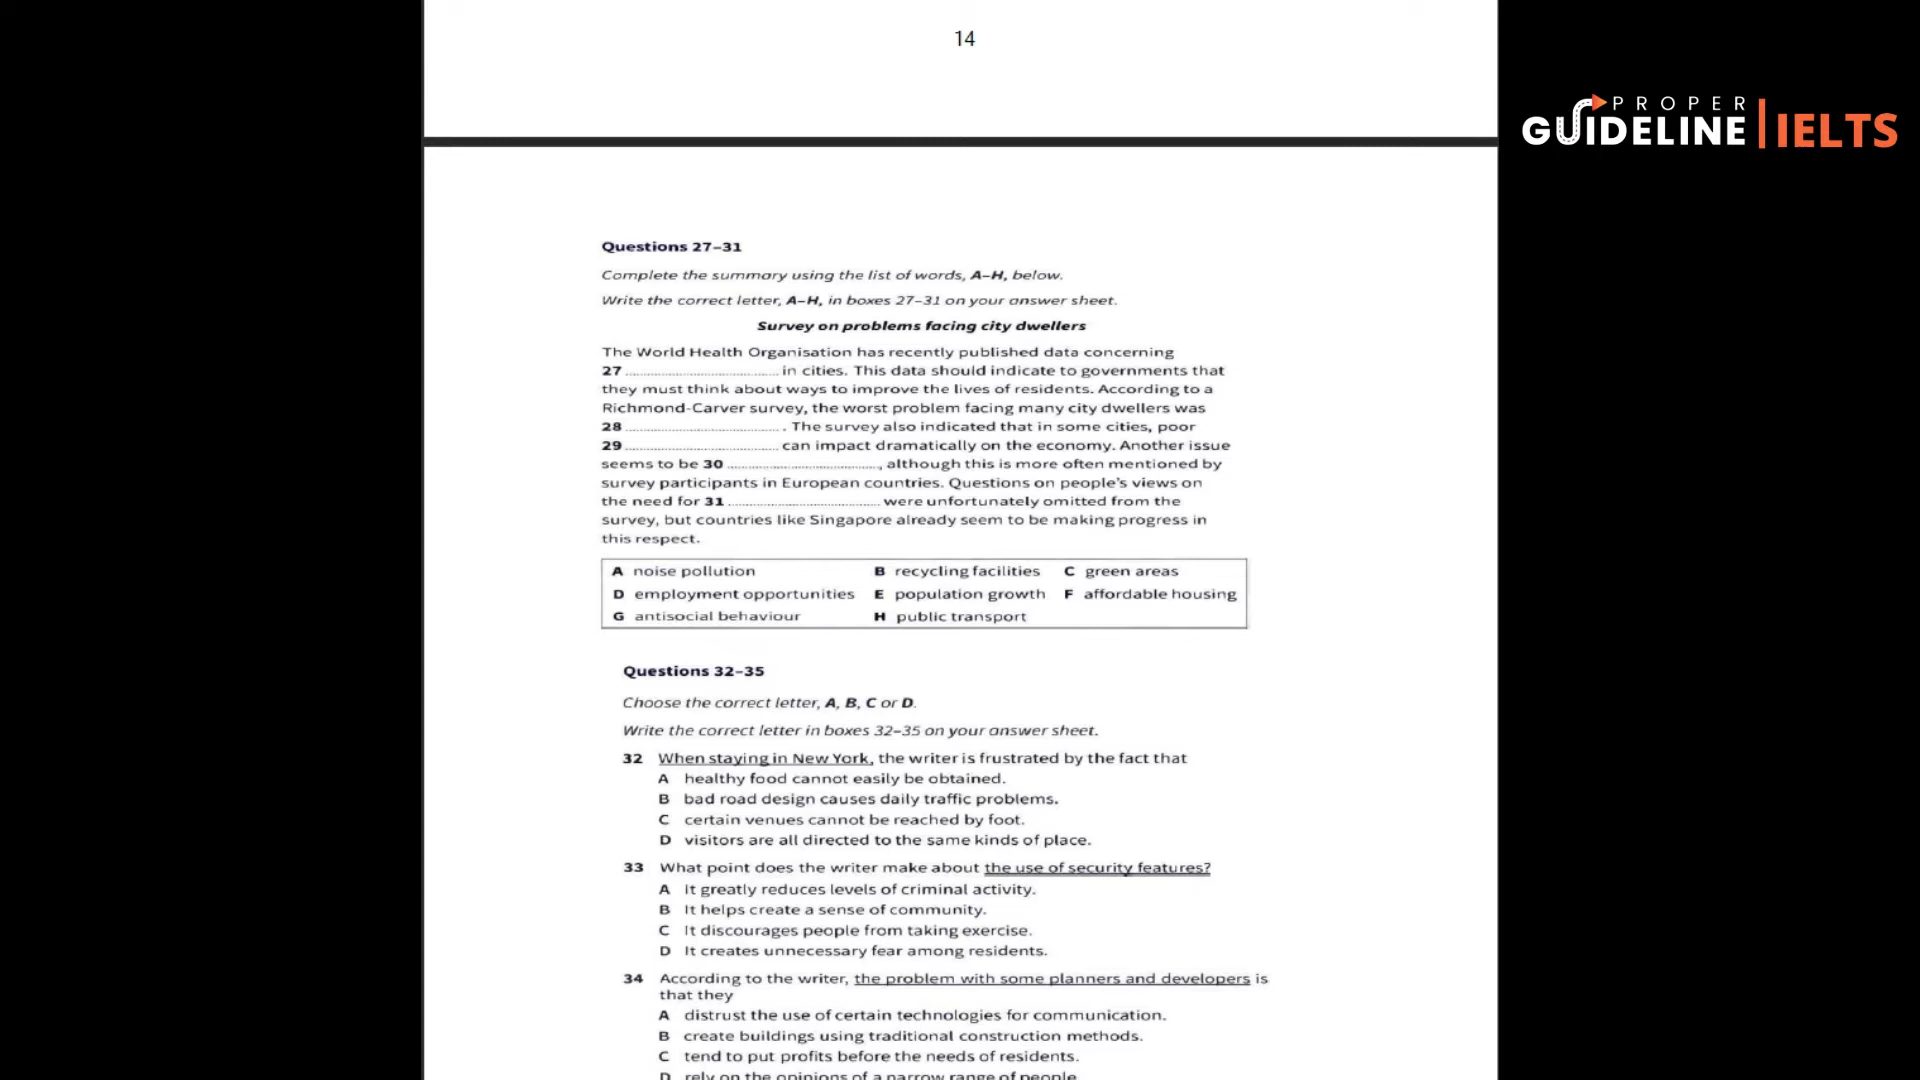 14
PROPER
GUIDELINE | IELTS
Questions 27–31
Complete the summary using the list of words, A–H, below.
Write the correct letter, A–H, in boxes 27–31 on your answer sheet.
Survey on problems facing city dwellers
The World Health Organisation has recently published data concerning
27 .......................................... in cities. This data should indicate to governments that
they must think about ways to improve the lives of residents. According to a
Richmond-Carver survey, the worst problem facing many city dwellers was
28 .......................................... . The survey also indicated that in some cities, poor
29 .......................................... can impact dramatically on the economy. Another issue
seems to be 30 .........................................., although this is more often mentioned by
survey participants in European countries. Questions on people's views on
the need for 31 .......................................... were unfortunately omitted from the
survey, but countries like Singapore already seem to be making progress in
this respect.
A noise pollution B recycling facilities C green areas
D employment opportunities E population growth F affordable housing
G antisocial behaviour H public transport
Questions 32–35
Choose the correct letter, A, B, C or D.
Write the correct letter in boxes 32–35 on your answer sheet.
32 When staying in New York, the writer is frustrated by the fact that
A healthy food cannot easily be obtained.
B bad road design causes daily traffic problems.
C certain venues cannot be reached by foot.
D visitors are all directed to the same kinds of place.
33 What point does the writer make about the use of security features?
A It greatly reduces levels of criminal activity.
B It helps create a sense of community.
C It discourages people from taking exercise.
D It creates unnecessary fear among residents.
34 According to the writer, the problem with some planners and developers is
that they
A distrust the use of certain technologies for communication.
B create buildings using traditional construction methods.
C tend to put profits before the needs of residents.
D rely on the opinions of a narrow range of people.